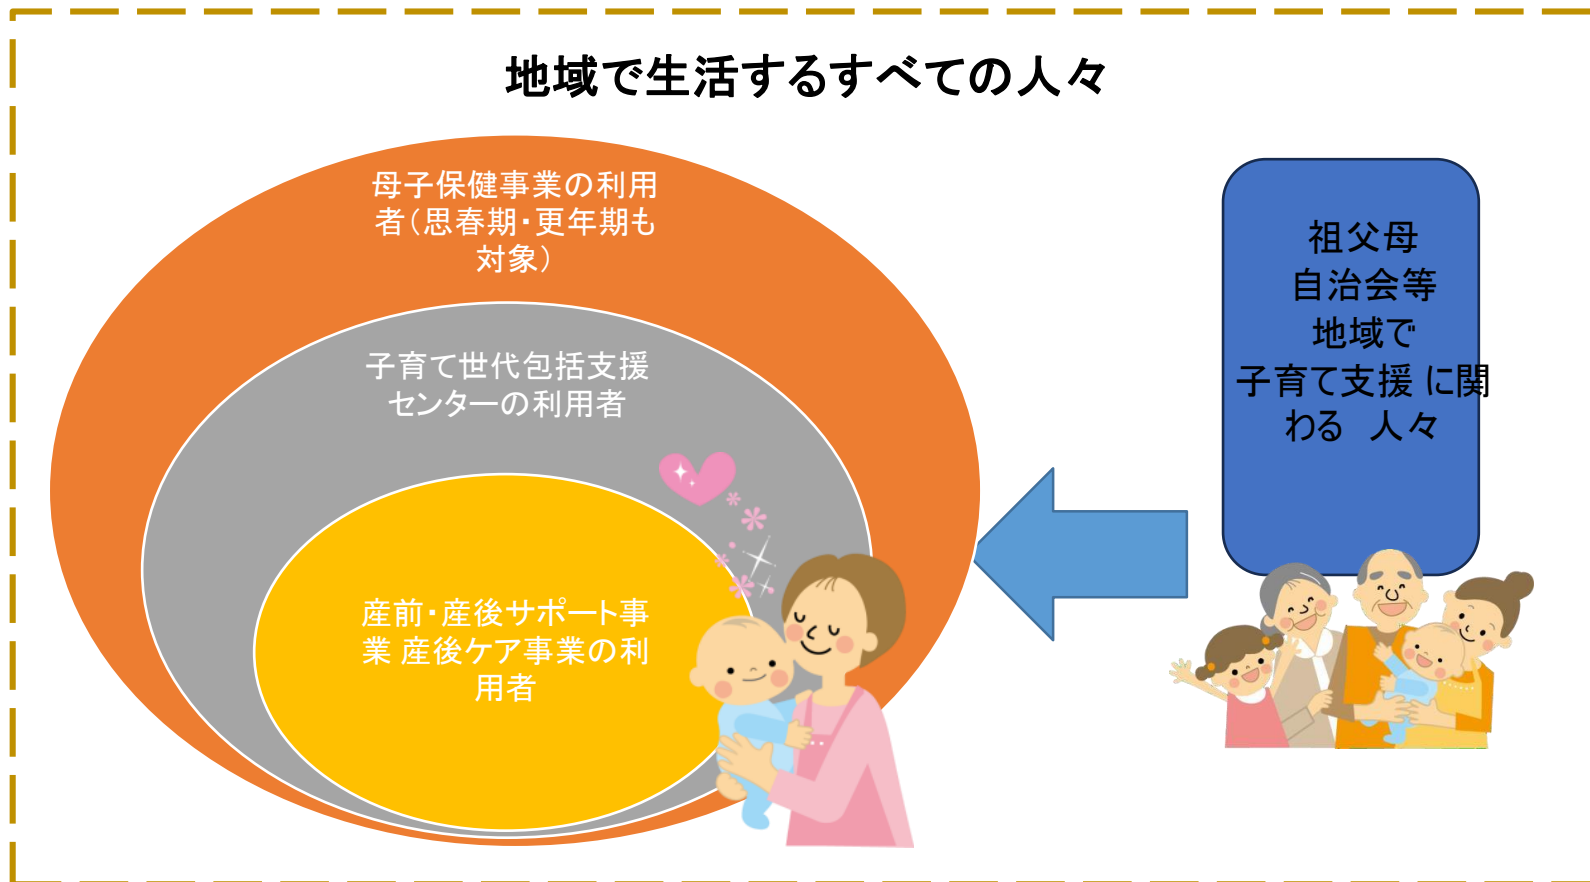 地域で生活するすべての人々
母子保健事業の利用
者（思春期・更年期も
対象）
子育て世代包括支援
センターの利用者
産前・産後サポート事
業 産後ケア事業の利
用者
祖父母
自治会等
地域で
子育て支援 に関
わる　人々